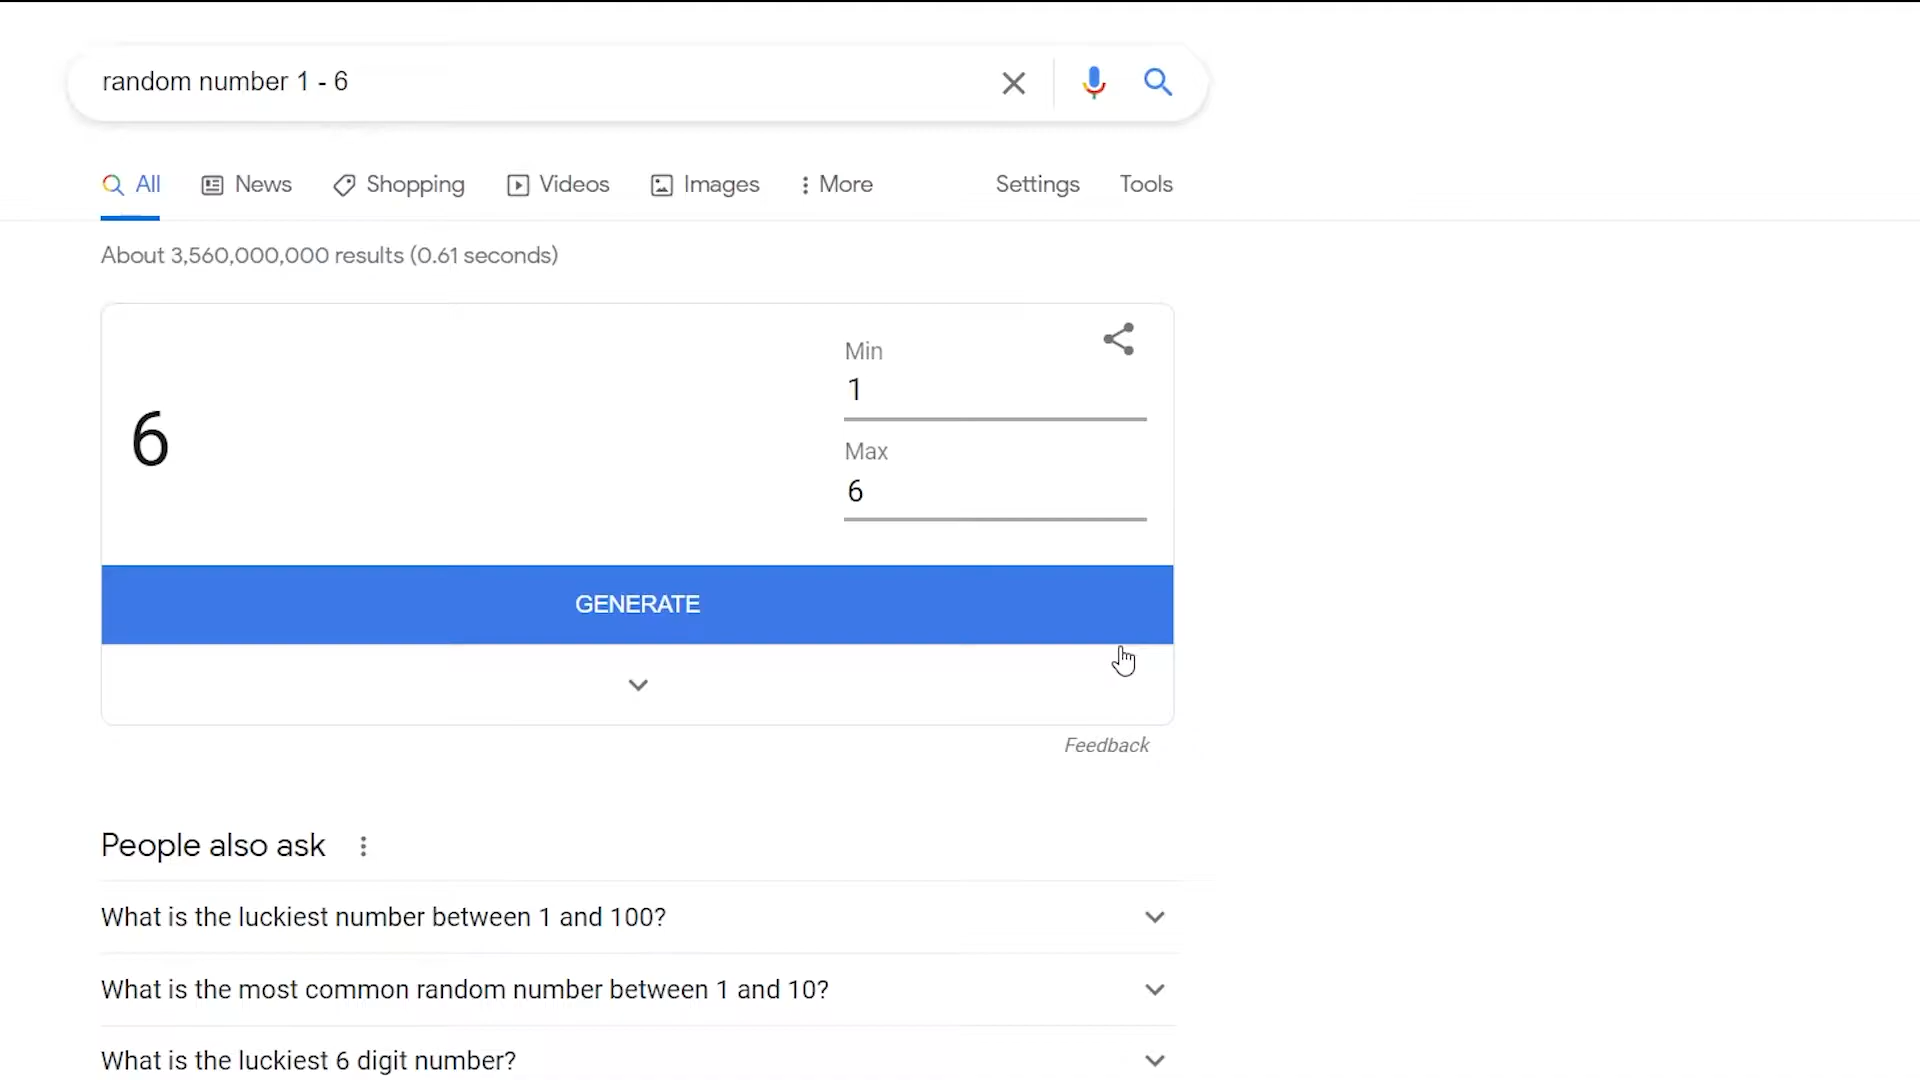 random number 1 - 6
All News Shopping Videos Images More Settings Tools
About 3,560,000,000 results (0.61 seconds)
Min
1
6
Max
6
GENERATE
Feedback
People also ask
What is the luckiest number between 1 and 100?
What is the most common random number between 1 and 10?
What is the luckiest 6 digit number?